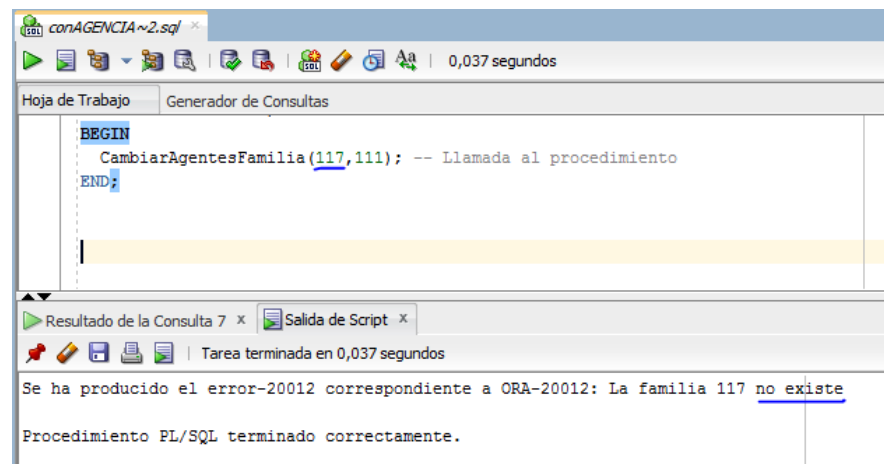 conAGENCIA~2.sql
0,037 segundos
Hoja de Trabajo Generador de Consultas
BEGIN
CambiarAgentesFamilia(117,111); -- Llamada al procedimiento
END;
Resultado de la Consulta 7 x Salida de Script x
Tarea terminada en 0,037 segundos
Se ha producido el error-20012 correspondiente a ORA-20012: La familia 117 no existe
Procedimiento PL/SQL terminado correctamente.